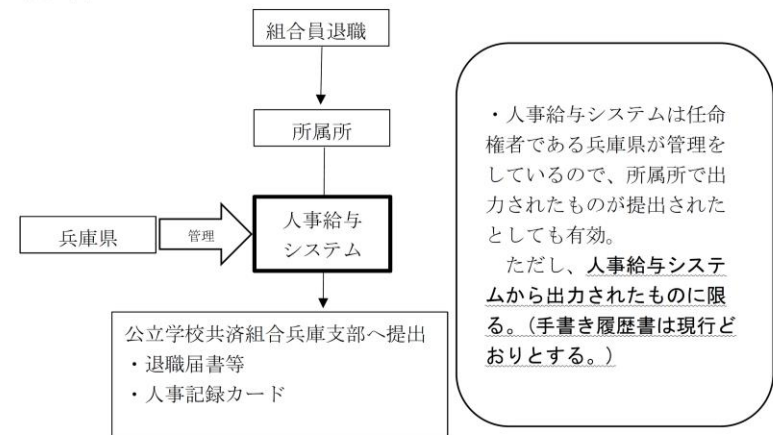 組合員退職
所属所
兵庫県
管理
人事給与
システム
公立学校共済組合兵庫支部へ提出
・退職届書等
・人事記録カード
・人事給与システムは任命
権者である兵庫県が管理を
しているので、所属所で出
力されたものが提出された
としても有効。
ただし、人事給与システ
ムから出力されたものに限
る。（手書き履歴書は現行ど
おりとする。）